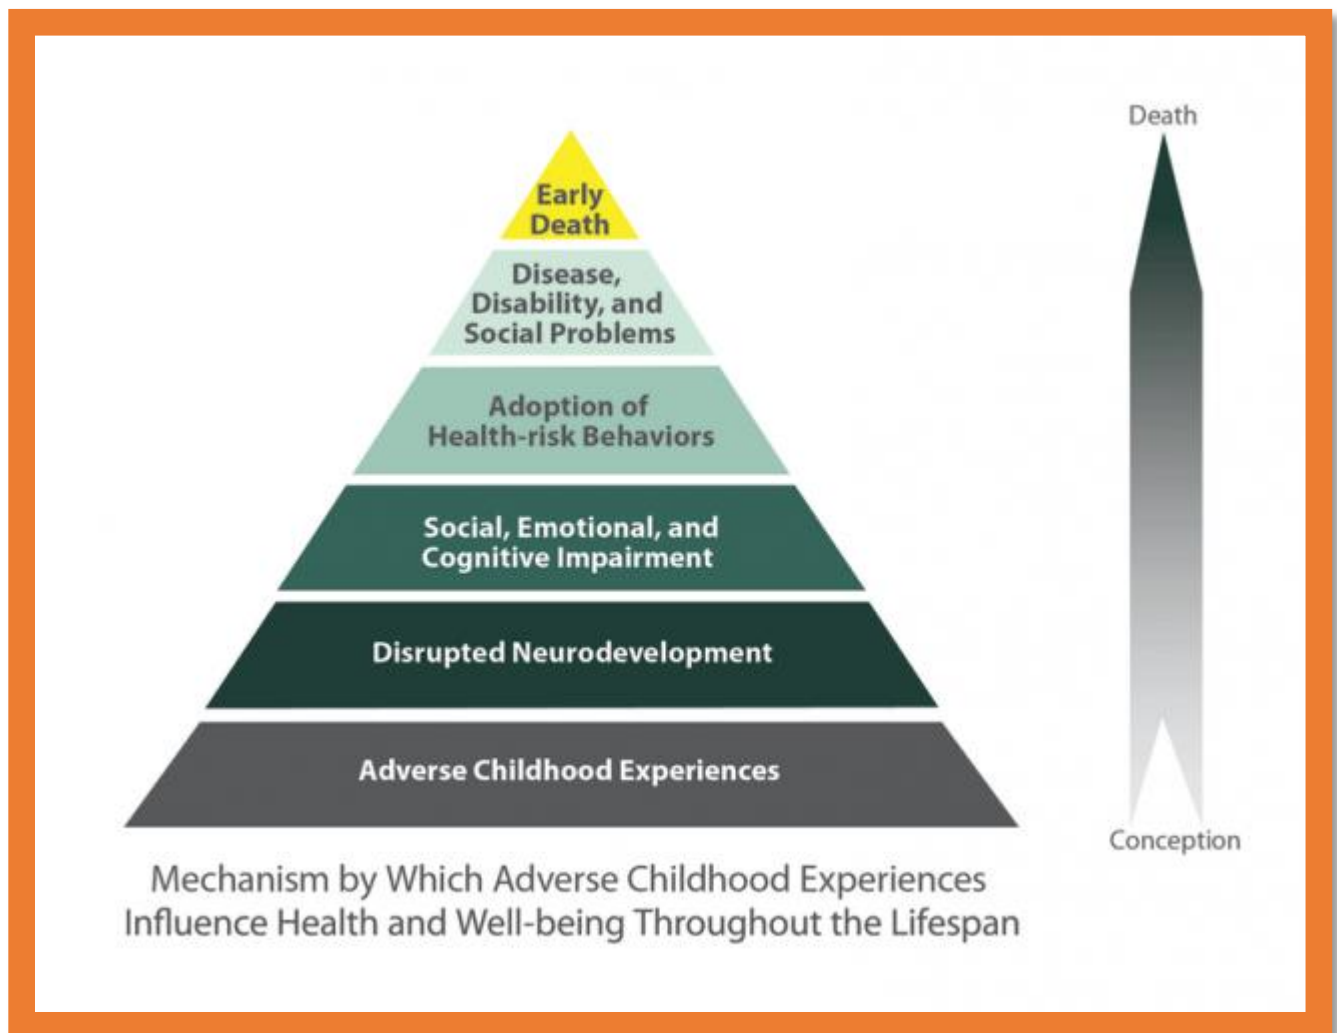 Death
Early
Death
Disease,
Disability, and
Social Problems
Adoption of
Health-risk Behaviors
Social, Emotional, and
Cognitive Impairment
Disrupted Neurodevelopment
Adverse Childhood Experiences
Conception
Mechanism by Which Adverse Childhood Experiences
Influence Health and Well-being Throughout the Lifespan